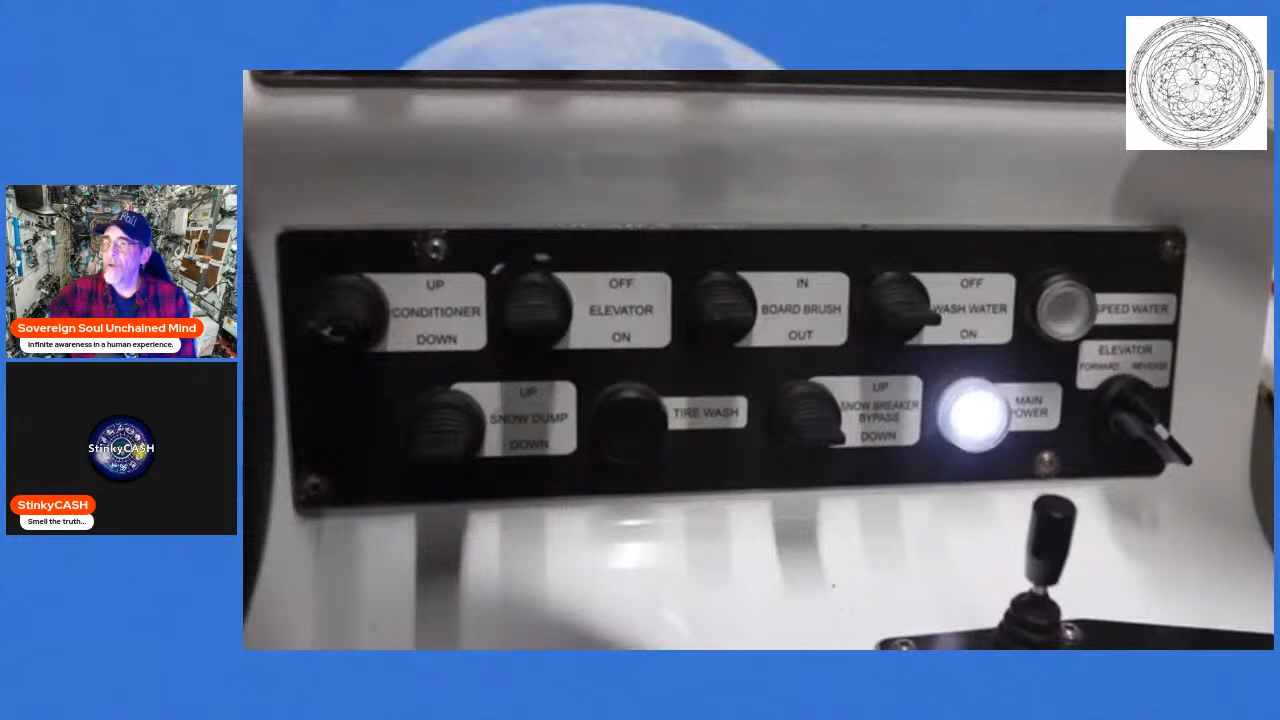 UP
CONDITIONER
DOWN
OFF
ELEVATOR
ON
IN
BOARD BRUSH
OUT
OFF
WASH WATER
ON
SPEED WATER
ELEVATOR
FORWARD REVERSE
UP
SNOW DUMP
DOWN
TIRE WASH
UP
SNOW BREAKER
BYPASS
DOWN
MAIN
POWER
Sovereign Soul Unchained Mind
Infinite awareness in a human experience.
StinkyCASH
StinkyCASH
Smell the truth...